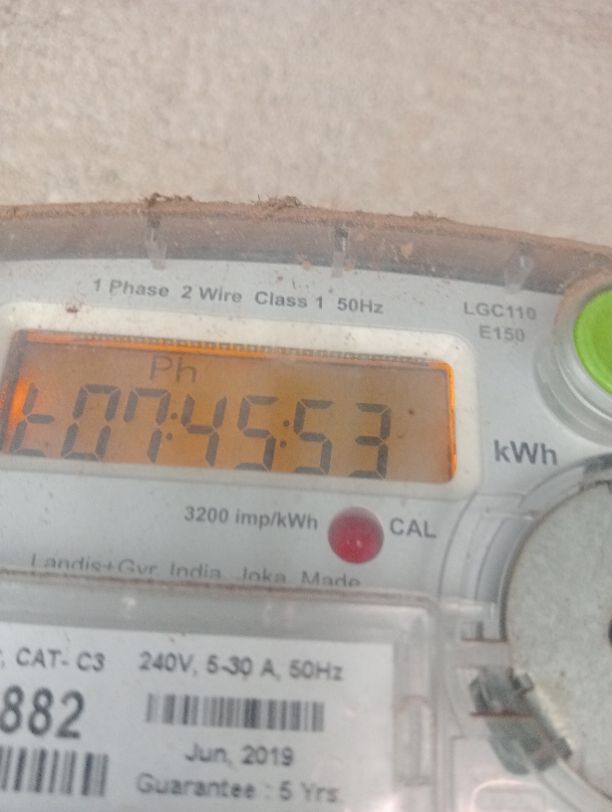 1 Phase 2 Wire Class 1 50Hz
LGC110
E150
Ph
t07:45:53
kWh
3200 imp/kWh
CAL
Landis+Gyr India Joka Made
CAT- C3
240V, 5-30 A, 50Hz
882
Jun, 2019
Guarantee : 5 Yrs.